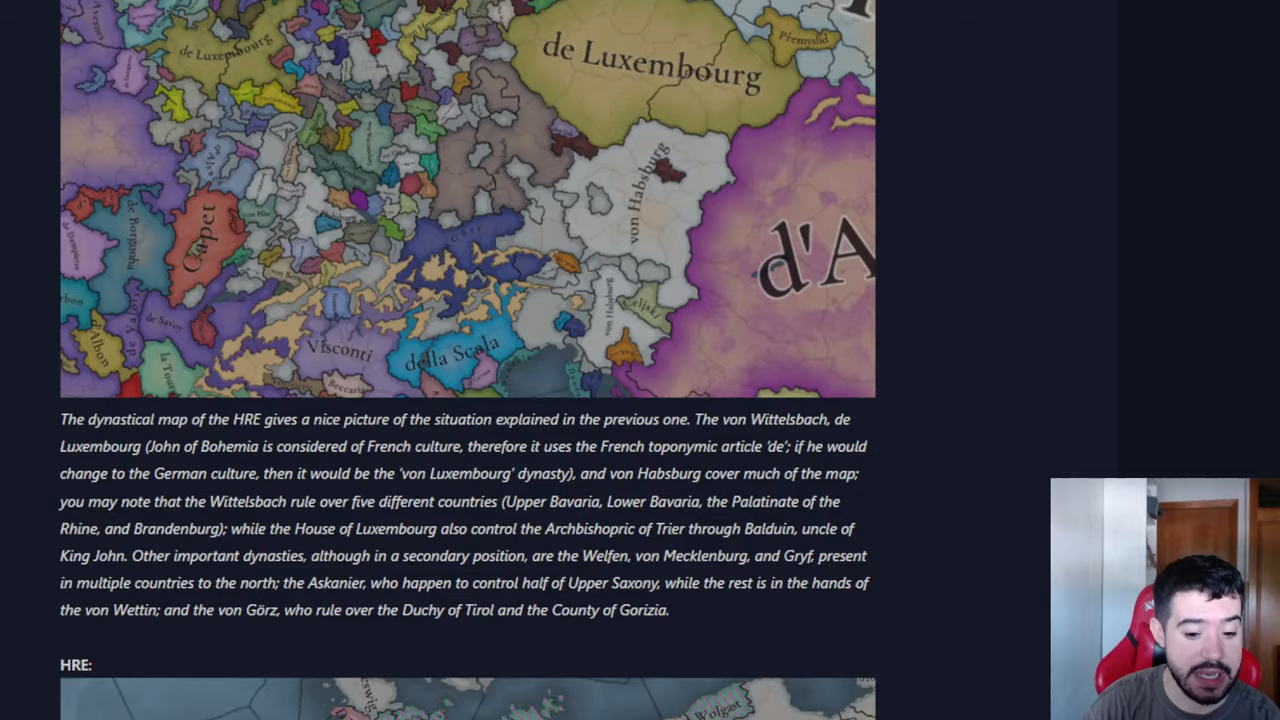 de Luxembourg
Přemyslid
de Luxembourg
von Habsburg
d'A
Capet
de Borgonha
de Dampierre
Görz
Celjski
von Habsburg
rbon
d'Albon
de Valois
de Savoy
la Tour
Visconti
della Scala
Beccaria
The dynastical map of the HRE gives a nice picture of the situation explained in the previous one. The von Wittelsbach, de
Luxembourg (John of Bohemia is considered of French culture, therefore it uses the French toponymic article 'de'; if he would
change to the German culture, then it would be the 'von Luxembourg' dynasty), and von Habsburg cover much of the map;
you may note that the Wittelsbach rule over five different countries (Upper Bavaria, Lower Bavaria, the Palatinate of the
Rhine, and Brandenburg); while the House of Luxembourg also control the Archbishopric of Trier through Balduin, uncle of
King John. Other important dynasties, although in a secondary position, are the Welfen, von Mecklenburg, and Gryf, present
in multiple countries to the north; the Askanier, who happen to control half of Upper Saxony, while the rest is in the hands of
the von Wettin; and the von Görz, who rule over the Duchy of Tirol and the County of Gorizia.
HRE:
Wolgast